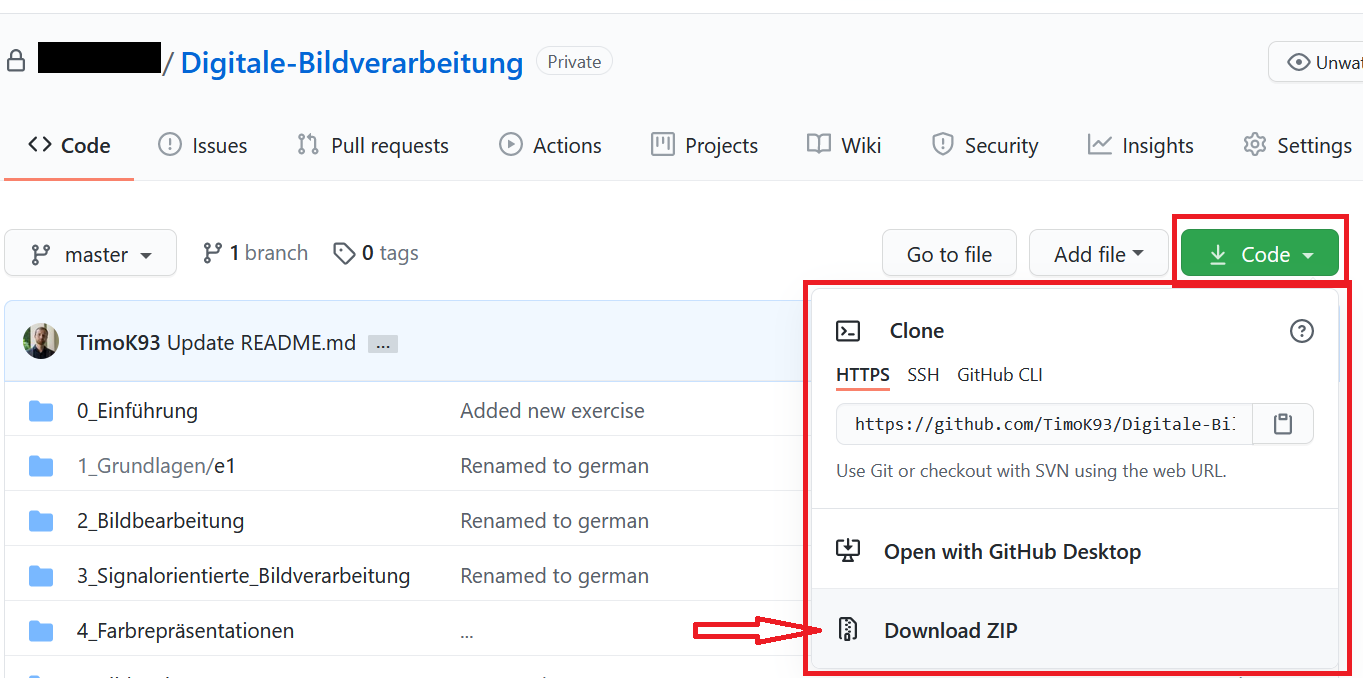 / Digitale-Bildverarbeitung Private
Unwat
Code Issues Pull requests Actions Projects Wiki Security Insights Settings
master 1 branch 0 tags Go to file Add file Code
TimoK93 Update README.md ...
0_Einführung Added new exercise
1_Grundlagen/e1 Renamed to german
2_Bildbearbeitung Renamed to german
3_Signalorientierte_Bildverarbeitung Renamed to german
4_Farbrepräsentationen ...
Clone
HTTPS SSH GitHub CLI
https://github.com/TimoK93/Digitale-Bil
Use Git or checkout with SVN using the web URL.
Open with GitHub Desktop
Download ZIP